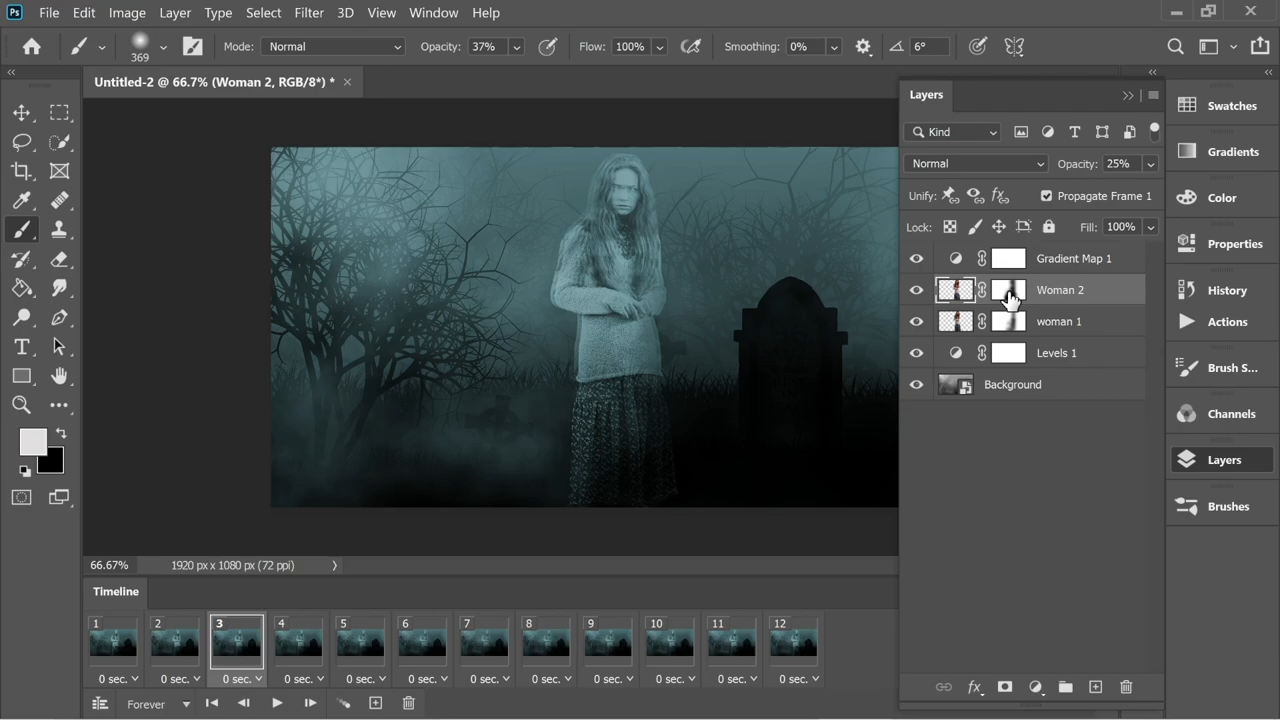 Ps File Edit Image Layer Type Select Filter 3D View Window Help
369 Mode: Normal Opacity: 37% Flow: 100% Smoothing: 0% 6°
Untitled-2 @ 66.7% (Woman 2, RGB/8*) *
Layers
Kind
Normal Opacity: 25%
Unify: Propagate Frame 1
Lock: Fill: 100%
Gradient Map 1
Woman 2
woman 1
Levels 1
Background
Swatches
Gradients
Color
Properties
History
Actions
Brush S...
Channels
Layers
Brushes
66.67% 1920 px x 1080 px (72 ppi)
Timeline
1 2 3 4 5 6 7 8 9 10 11 12
0 sec. 0 sec. 0 sec. 0 sec. 0 sec. 0 sec. 0 sec. 0 sec. 0 sec. 0 sec. 0 sec. 0 sec.
Forever